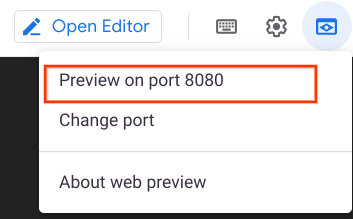 Open Editor
Preview on port 8080
Change port
About web preview